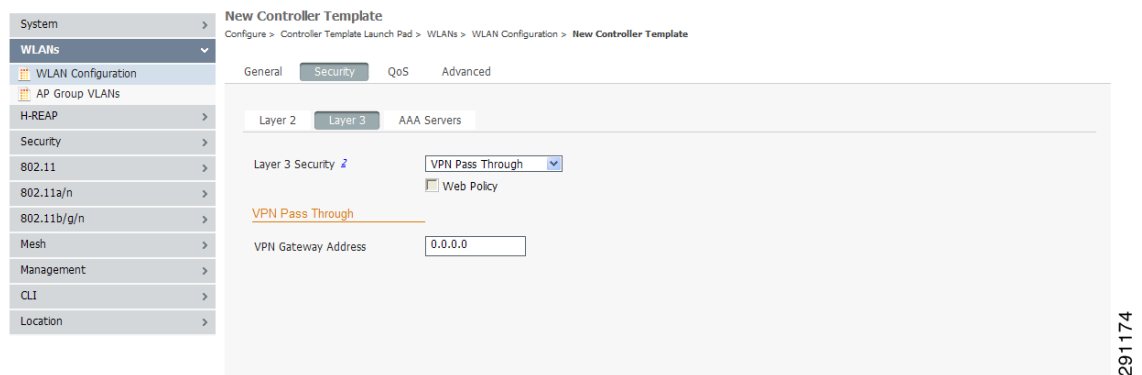 New Controller Template
Configure > Controller Template Launch Pad > WLANs > WLAN Configuration > New Controller Template
System >
WLANs
WLAN Configuration
AP Group VLANs
H-REAP >
Security >
802.11 >
802.11a/n >
802.11b/g/n >
Mesh >
Management >
CLI >
Location >
General Security QoS Advanced
Layer 2 Layer 3 AAA Servers
Layer 3 Security 2 VPN Pass Through
Web Policy
VPN Pass Through
VPN Gateway Address 0.0.0.0
291174